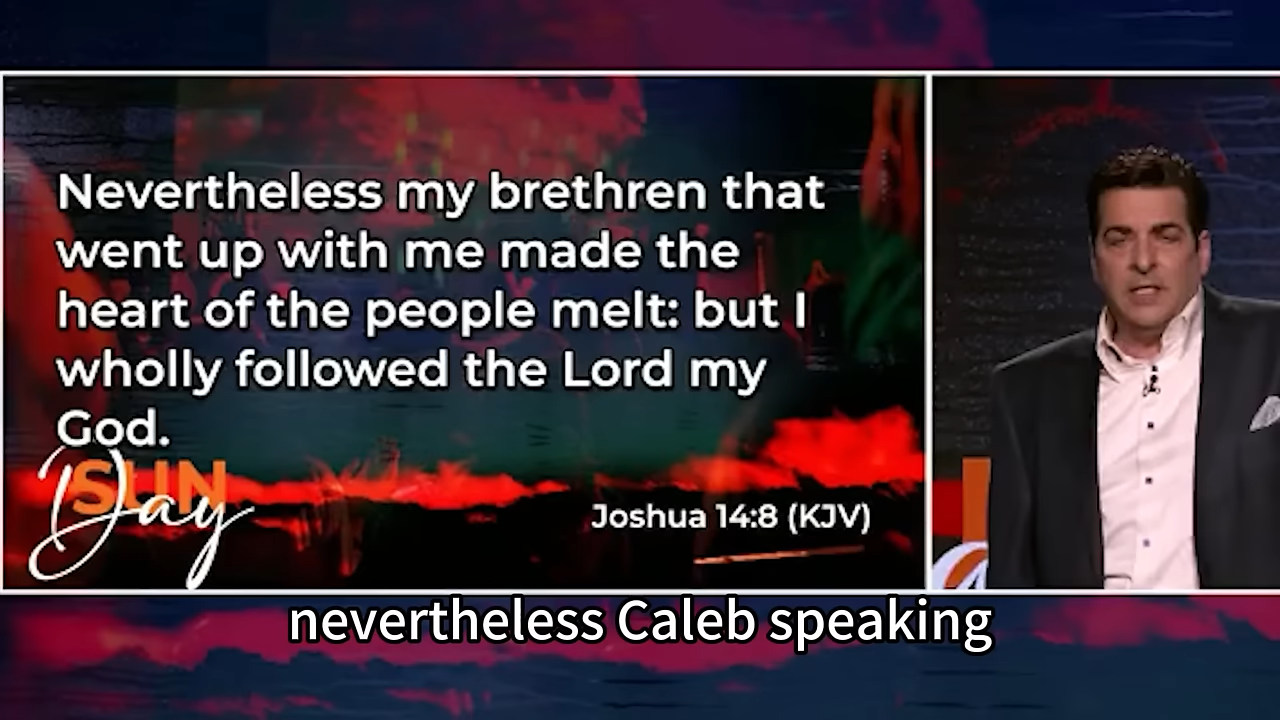 Nevertheless my brethren that
went up with me made the
heart of the people melt: but I
wholly followed the Lord my
God.
SUN
Day
Joshua 14:8 (KJV)
nevertheless Caleb speaking